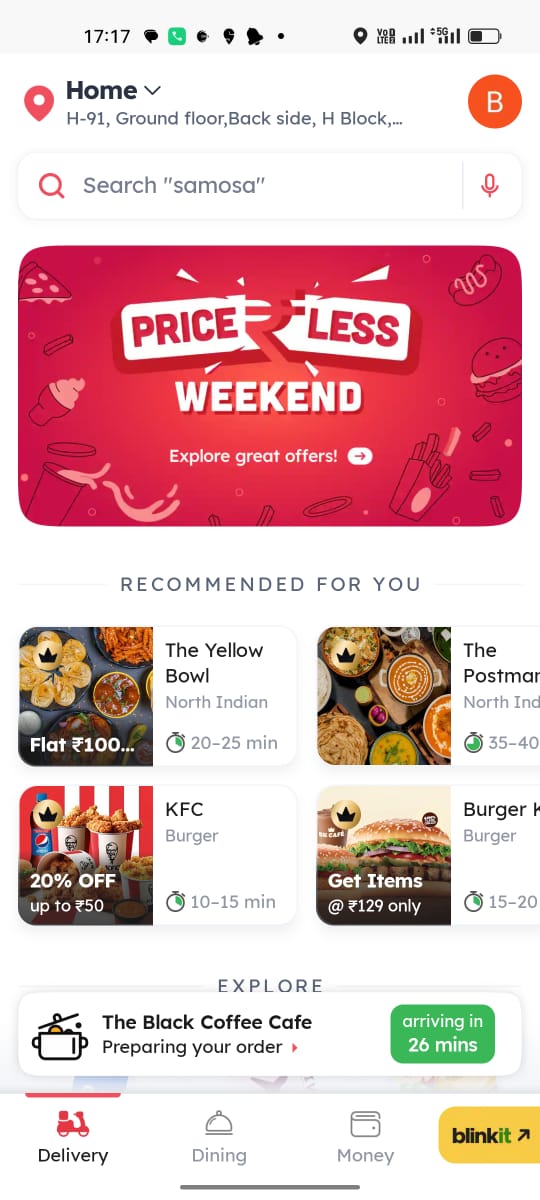 17:17
VoD
LTE2
5G
Home
H-91, Ground floor,Back side, H Block,...
B
Search "samosa"
PRICE ₹ LESS
WEEKEND
Explore great offers!
RECOMMENDED FOR YOU
The Yellow
Bowl
North Indian
Flat ₹100...
20–25 min
The
Postmar
North Ind
35–40
KFC
Burger
20% OFF
up to ₹50
10–15 min
Burger K
Burger
Get Items
@ ₹129 only
15–20
EXPLORE
The Black Coffee Cafe
Preparing your order
arriving in
26 mins
Delivery
Dining
Money
blinkit